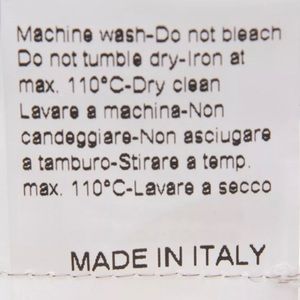 Machine wash-Do not bleach
Do not tumble dry-Iron at
max. 110°C-Dry clean
Lavare a machina-Non
candeggiare-Non asciugare
a tamburo-Stirare a temp.
max. 110°C-Lavare a secco
MADE IN ITALY